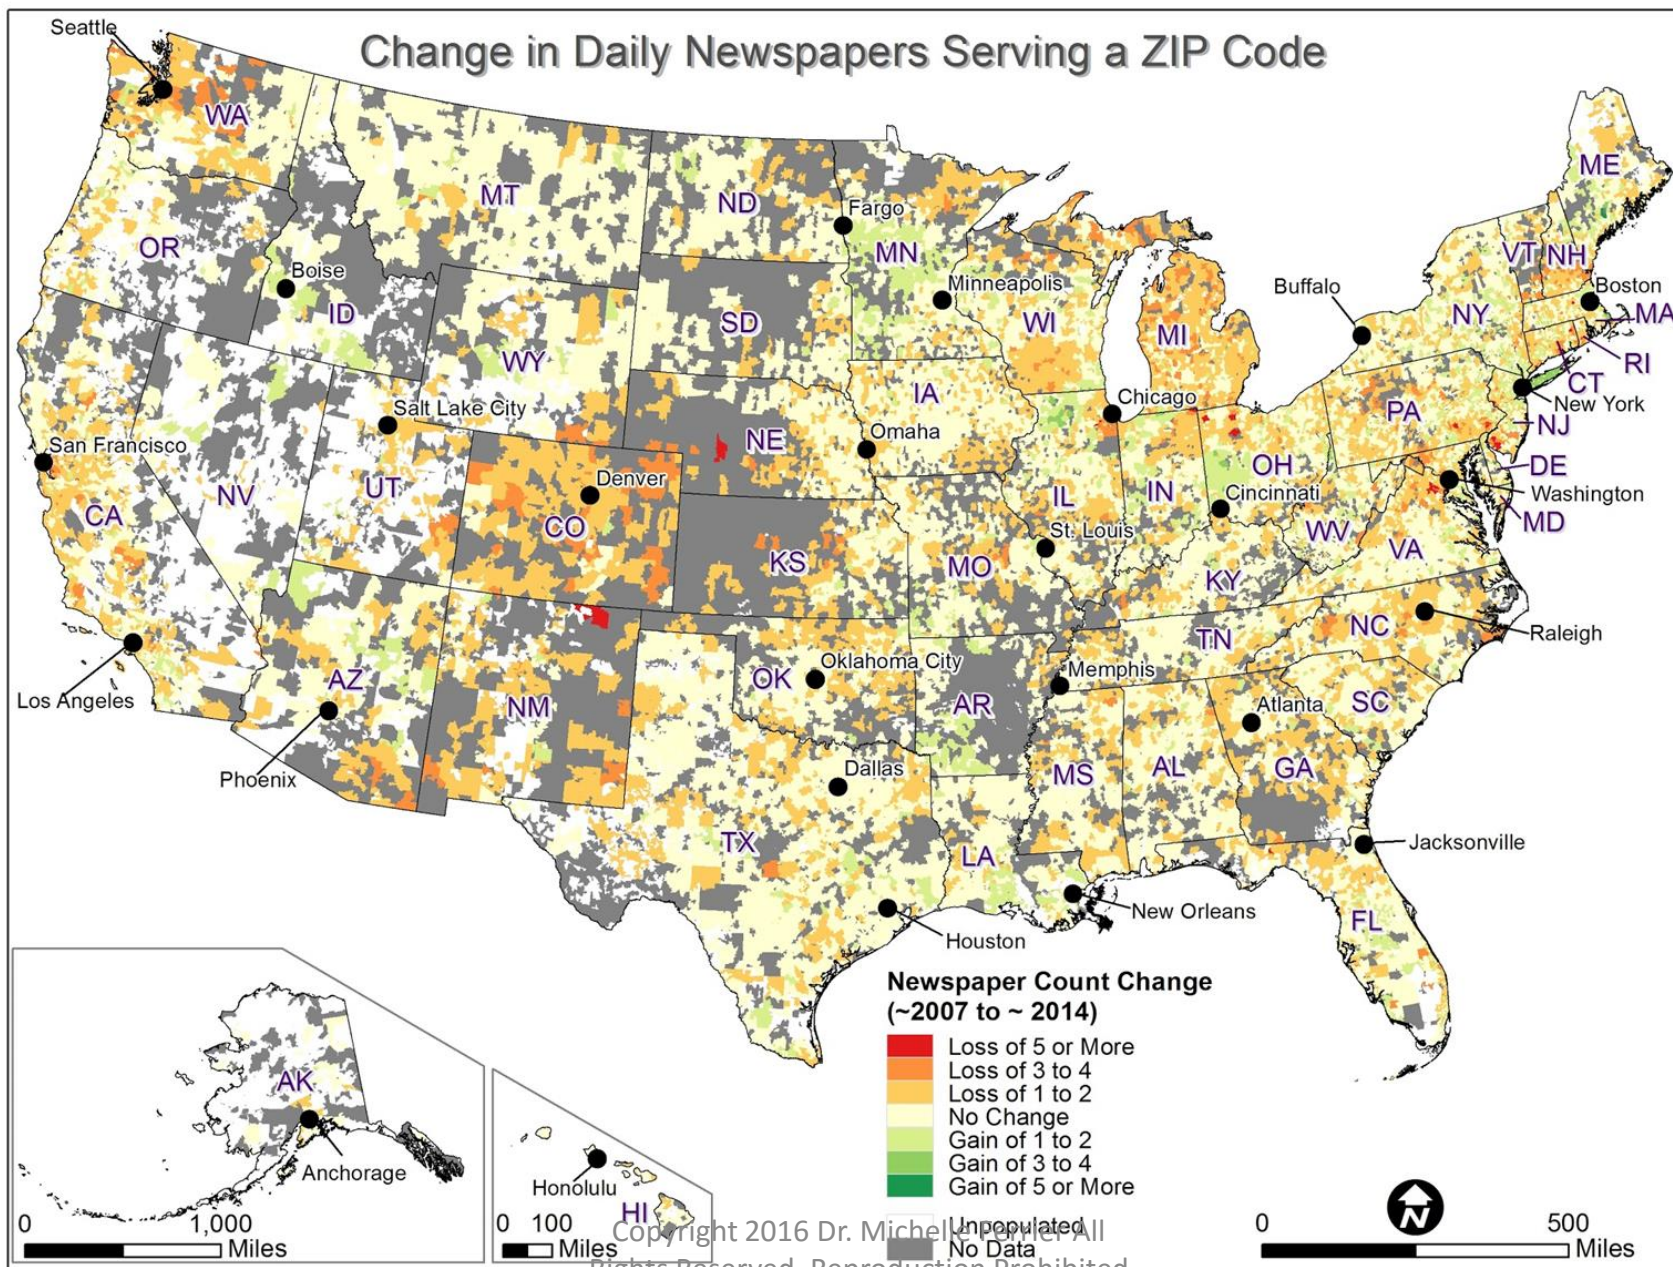 Change in Daily Newspapers Serving a ZIP Code
Seattle
WA
MT
ND
Fargo
MN
ME
OR
Boise
ID
Minneapolis
VT
NH
Buffalo
Boston
WY
SD
WI
MI
NY
MA
RI
CT
Salt Lake City
IA
Chicago
PA
New York
NJ
San Francisco
NE
Omaha
OH
DE
NV
UT
Denver
CO
IL
IN
Cincinnati
Washington
MD
CA
St. Louis
WV
VA
KS
MO
KY
Los Angeles
AZ
NM
OK
Oklahoma City
AR
TN
Memphis
NC
Raleigh
SC
Atlanta
Phoenix
Dallas
MS
AL
GA
TX
LA
Jacksonville
New Orleans
Houston
FL
Newspaper Count Change
(~2007 to ~ 2014)
Loss of 5 or More
Loss of 3 to 4
Loss of 1 to 2
No Change
Gain of 1 to 2
Gain of 3 to 4
Gain of 5 or More
Unpopulated
No Data
AK
Anchorage
0 1,000
Miles
Honolulu
HI
0 100
Miles
N
0 500
Miles
Copyright 2016 Dr. Michelle Ferrier All
Rights Reserved. Reproduction Prohibited